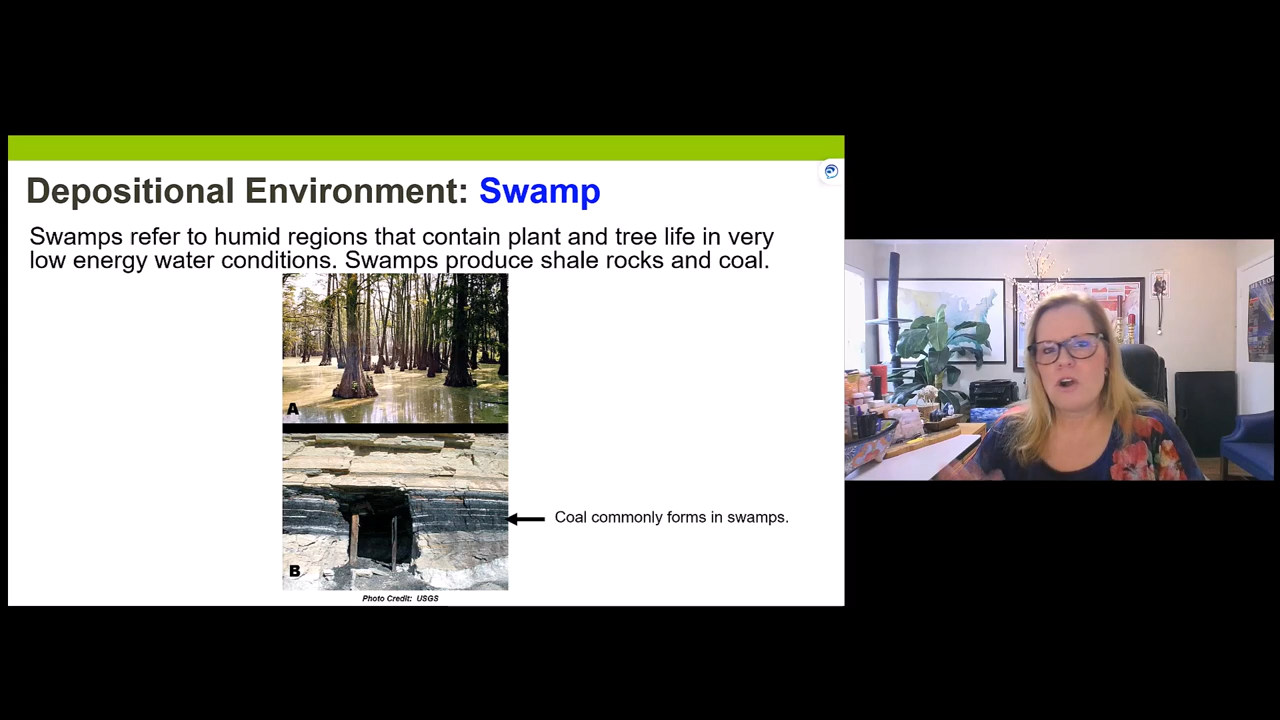 Depositional Environment: Swamp
Swamps refer to humid regions that contain plant and tree life in very
low energy water conditions. Swamps produce shale rocks and coal.
A
Coal commonly forms in swamps.
B
Photo Credit: USGS